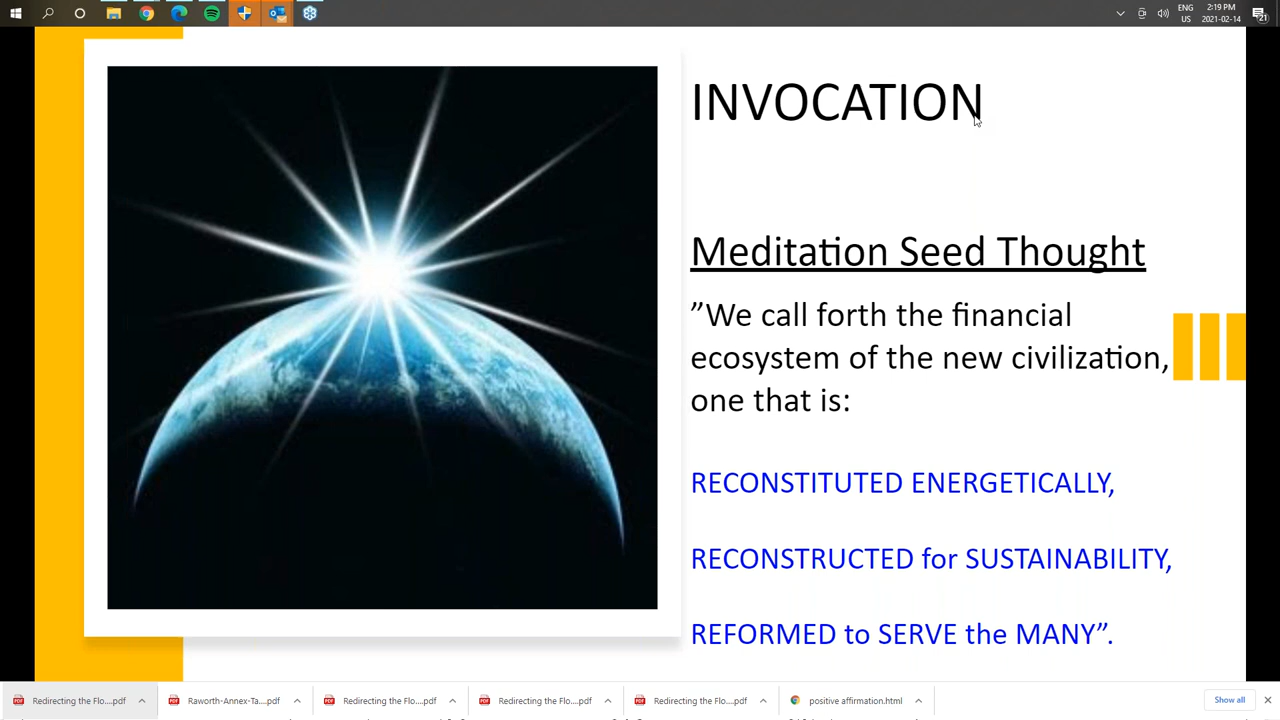 ENG
US
2:19 PM
2021-02-14
21
INVOCATION
Meditation Seed Thought
”We call forth the financial
ecosystem of the new civilization,
one that is:
RECONSTITUTED ENERGETICALLY,
RECONSTRUCTED for SUSTAINABILITY,
REFORMED to SERVE the MANY”.
Redirecting the Flo....pdf
Raworth-Annex-Ta....pdf
Redirecting the Flo....pdf
Redirecting the Flo....pdf
Redirecting the Flo....pdf
positive affirmation.html
Show all